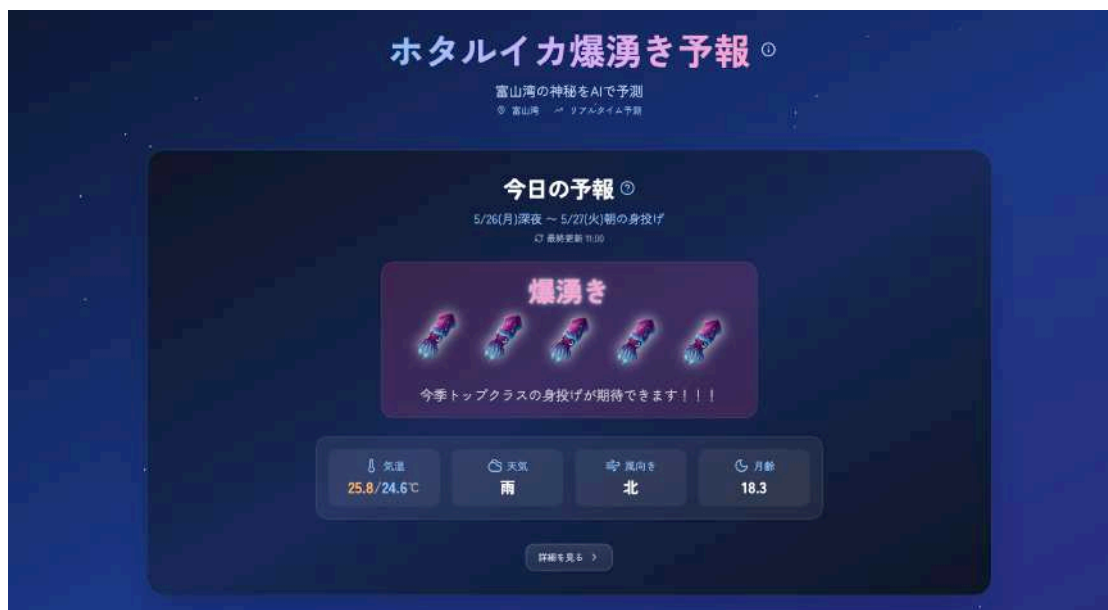 ホタルイカ爆湧き予報
富山湾の神秘をAIで予測
富山湾 リアルタイム予測
今日の予報
5/26(月)深夜 〜 5/27(火)朝の身投げ
最終更新 11:00
爆湧き
今季トップクラスの身投げが期待できます！！！
気温 天気 風向き 月齢
25.8/24.6℃ 雨 北 18.3
詳細を見る